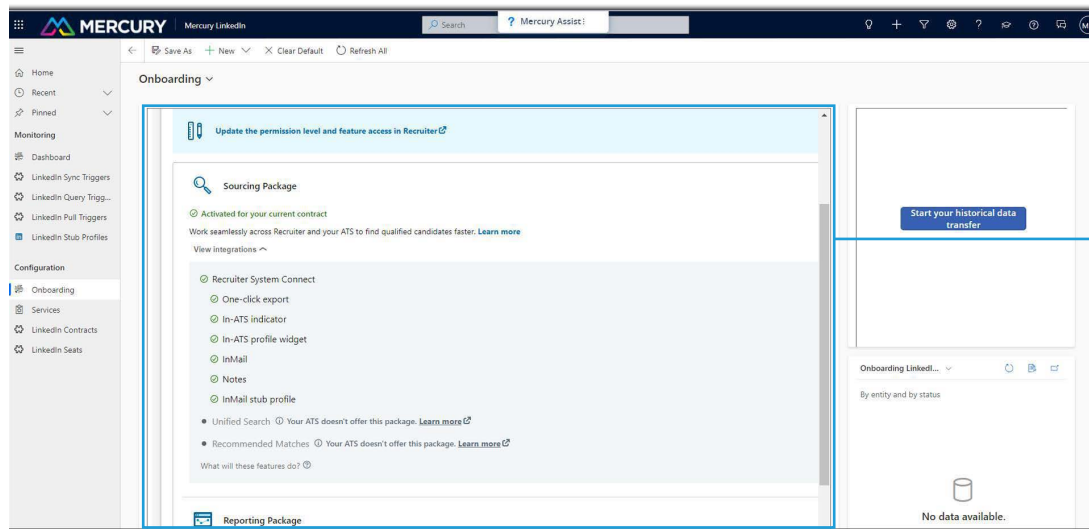 MERCURY
Mercury LinkedIn
Search
? Mercury Assist
Save As
New
Clear Default
Refresh All
Home
Recent
Pinned
Monitoring
Dashboard
LinkedIn Sync Triggers
LinkedIn Query Trigg...
LinkedIn Pull Triggers
LinkedIn Stub Profiles
Configuration
Onboarding
Services
LinkedIn Contracts
LinkedIn Seats
Onboarding
Update the permission level and feature access in Recruiter
Sourcing Package
Activated for your current contract
Work seamlessly across Recruiter and your ATS to find qualified candidates faster. Learn more
View integrations
Recruiter System Connect
One-click export
In-ATS indicator
In-ATS profile widget
InMail
Notes
InMail stub profile
Unified Search Your ATS doesn't offer this package. Learn more
Recommended Matches Your ATS doesn't offer this package. Learn more
What will these features do?
Reporting Package
Start your historical data
transfer
Onboarding LinkedI...
By entity and by status
No data available.